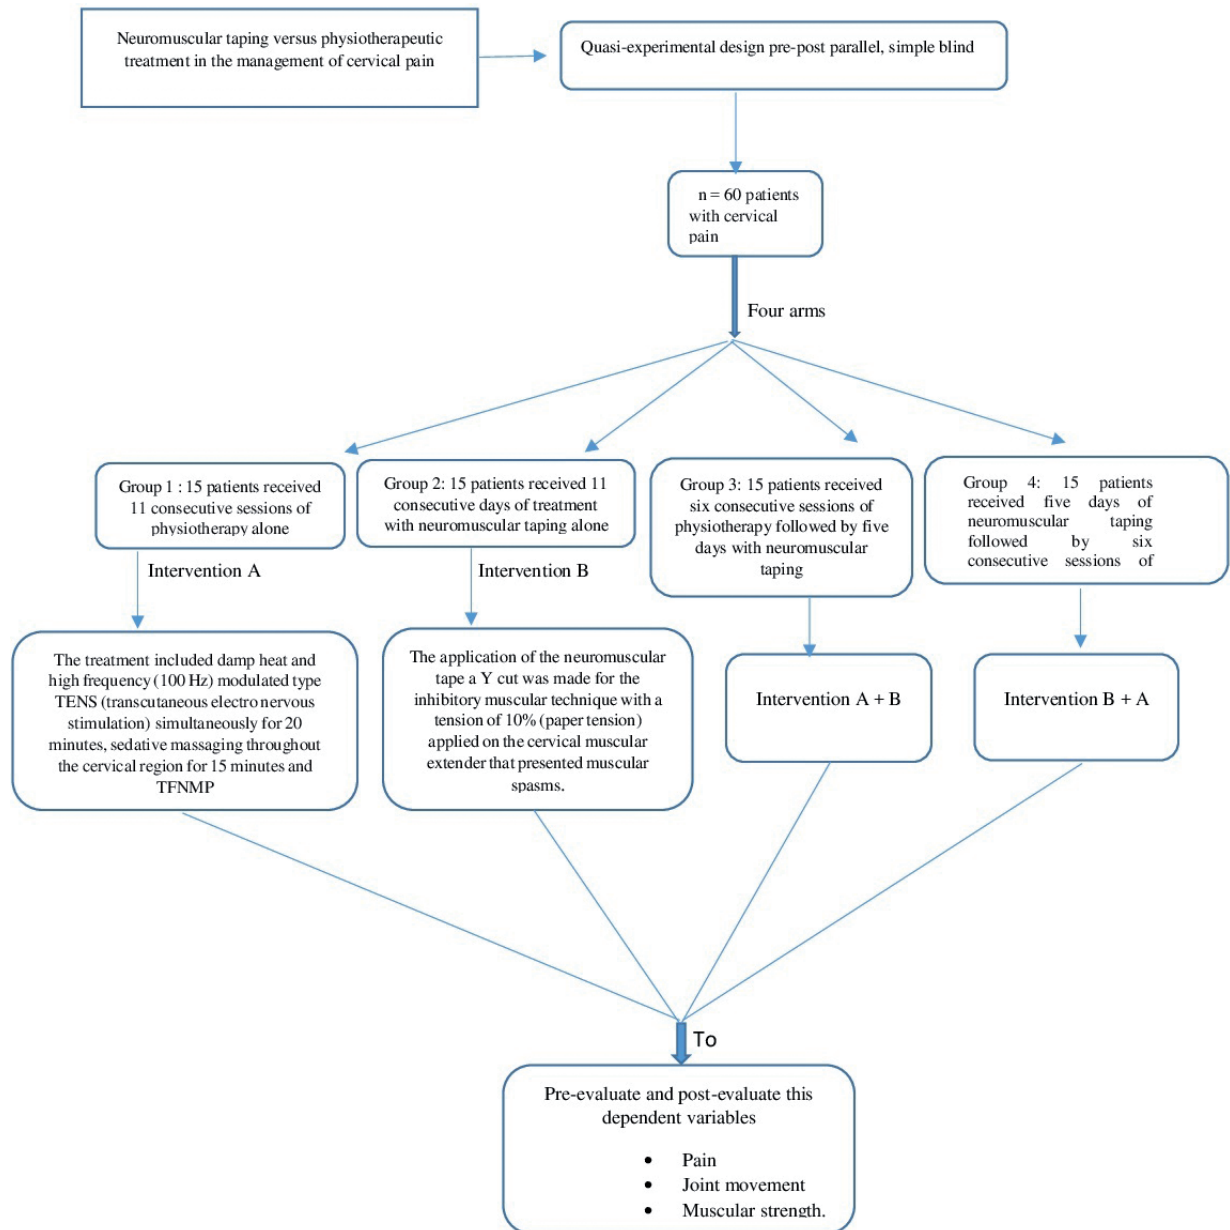 Neuromuscular taping versus physiotherapeutic
treatment in the management of cervical pain
Quasi-experimental design pre-post parallel, simple blind
n = 60 patients
with cervical
pain
Four arms
Group 1 : 15 patients received
11 consecutive sessions of
physiotherapy alone
Group 2: 15 patients received 11
consecutive days of treatment
with neuromuscular taping alone
Group 3: 15 patients received
six consecutive sessions of
physiotherapy followed by five
days with neuromuscular
taping
Group 4: 15 patients
received five days of
neuromuscular taping
followed by six
consecutive sessions of
Intervention A
Intervention B
The treatment included damp heat and
high frequency (100 Hz) modulated type
TENS (transcutaneous electro nervous
stimulation) simultaneously for 20
minutes, sedative massaging throughout
the cervical region for 15 minutes and
TFNMP
The application of the neuromuscular
tape a Y cut was made for the
inhibitory muscular technique with a
tension of 10% (paper tension)
applied on the cervical muscular
extender that presented muscular
spasms.
Intervention A + B
Intervention B + A
To
Pre-evaluate and post-evaluate this
dependent variables
• Pain
• Joint movement
• Muscular strength.